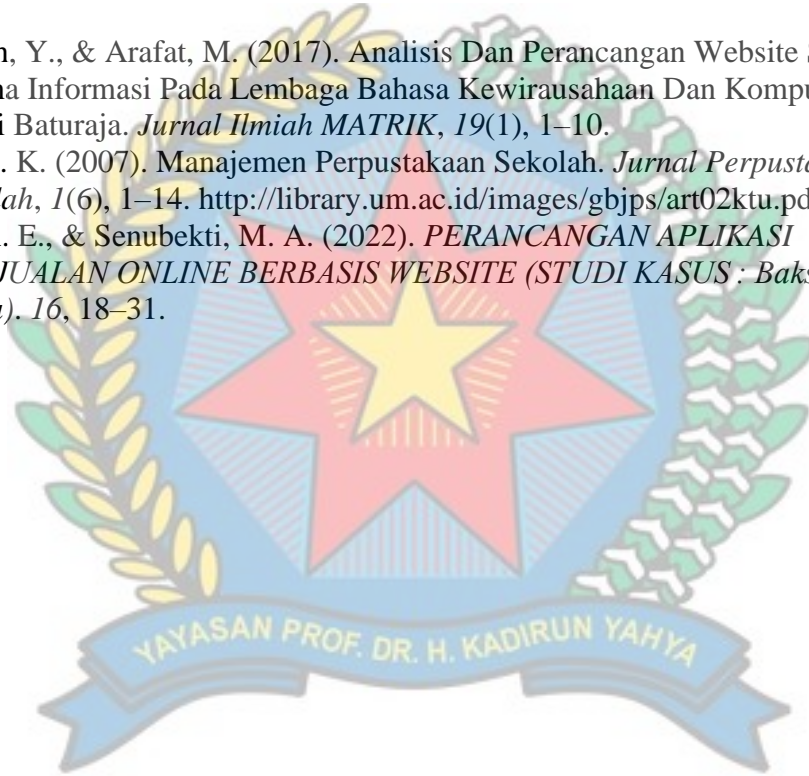 n, Y., & Arafat, M. (2017). Analisis Dan Perancangan Website S
na Informasi Pada Lembaga Bahasa Kewirausahaan Dan Kompu
i Baturaja. Jurnal Ilmiah MATRIK, 19(1), 1–10.
. K. (2007). Manajemen Perpustakaan Sekolah. Jurnal Perpusta
lah, 1(6), 1–14. http://library.um.ac.id/images/gbjps/art02ktu.pd
. E., & Senubekti, M. A. (2022). PERANCANGAN APLIKASI
JUALAN ONLINE BERBASIS WEBSITE (STUDI KASUS : Baks
a). 16, 18–31.
YAYASAN PROF. DR. H. KADIRUN YAHYA